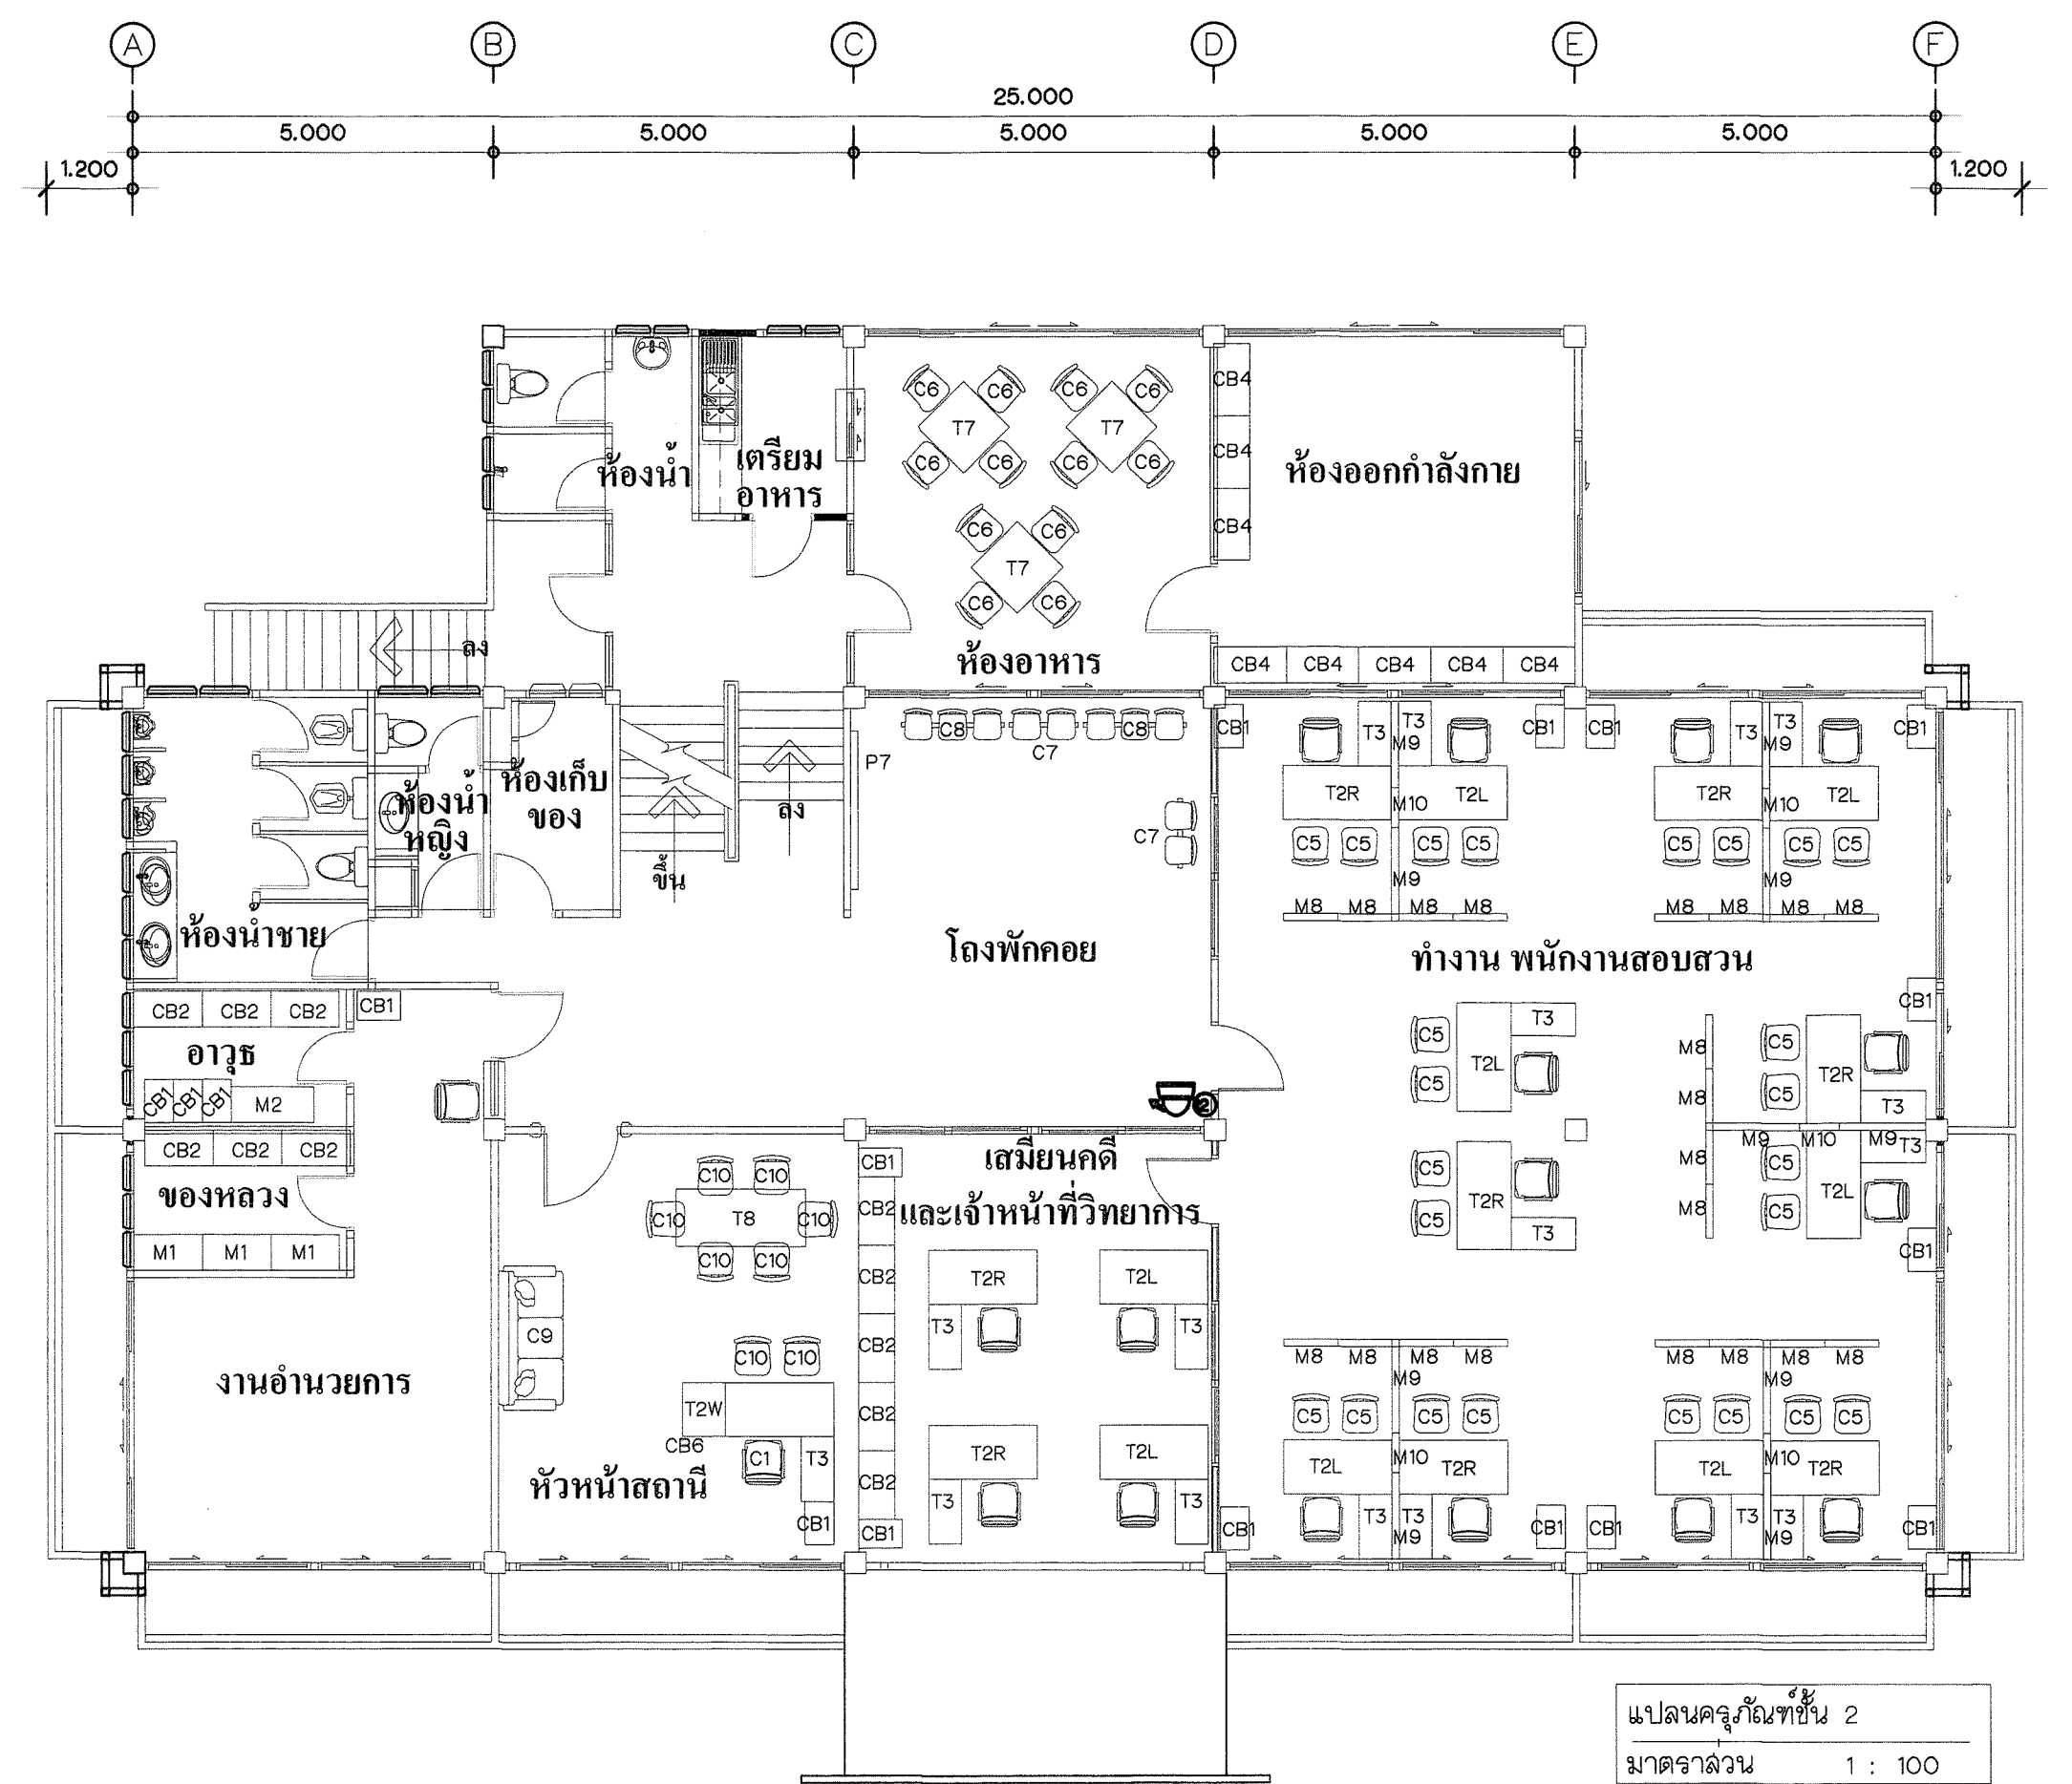 A B C D E F
25.000
5.000 5.000 5.000 5.000 5.000
1.200 1.200
C6 C6 C6 C6 CB4
T7 T7
C6 C6 C6 C6 CB4
ห้องน้ำ เตรียม ห้องออกกำลังกาย
อาหาร
C6 C6 CB4
T7
C6 C6
ลง ห้องอาหาร CB4 CB4 CB4 CB4 CB4
C8 C8 CB1 T3 T3 CB1 CB1 T3 T3 CB1
C7 M9 M9
P7
ห้องเก็บ
ของ
ห้องน้ำ
หญิง
ลง
ขึ้น
C7
T2R M10 T2L T2R M10 T2L
C5 C5 C5 C5 C5 C5 C5 C5
M9 M9
M8 M8 M8 M8 M8 M8 M8 M8
ห้องน้ำชาย โถงพักคอย ทำงาน พนักงานสอบสวน
CB2 CB2 CB2 CB1 CB1
อาวุธ
CB1 CB1 CB1 M2
C5 T3 M8 C5
T2L T2R
C5 M8 C5 T3
2
M9 M10 M9 T3
CB2 CB2 CB2
ของหลวง
M1 M1 M1
เสมียนคดี
และเจ้าหน้าที่วิทยาการ
C10 C10 CB1
C10 T8 C10 CB2
C10 C10 CB2
C5 T2R M8 C5 T2L
C5 T3 M8 C5 CB1
T2R T2L
T3 T3
C9 CB2
C10 C10
งานอำนวยการ
T2W CB2
CB6 C1 T3 CB2
หัวหน้าสถานี
CB1 CB1
T2R T2L
T3 T3
M8 M8 M8 M8 M8 M8 M8 M8
M9 M9
C5 C5 C5 C5 C5 C5 C5 C5
T2L M10 T2R T2L M10 T2R
CB1 T3 T3 CB1 CB1 T3 T3 CB1
M9 M9
แปลนครุภัณฑ์ชั้น 2
มาตราส่วน 1 : 100